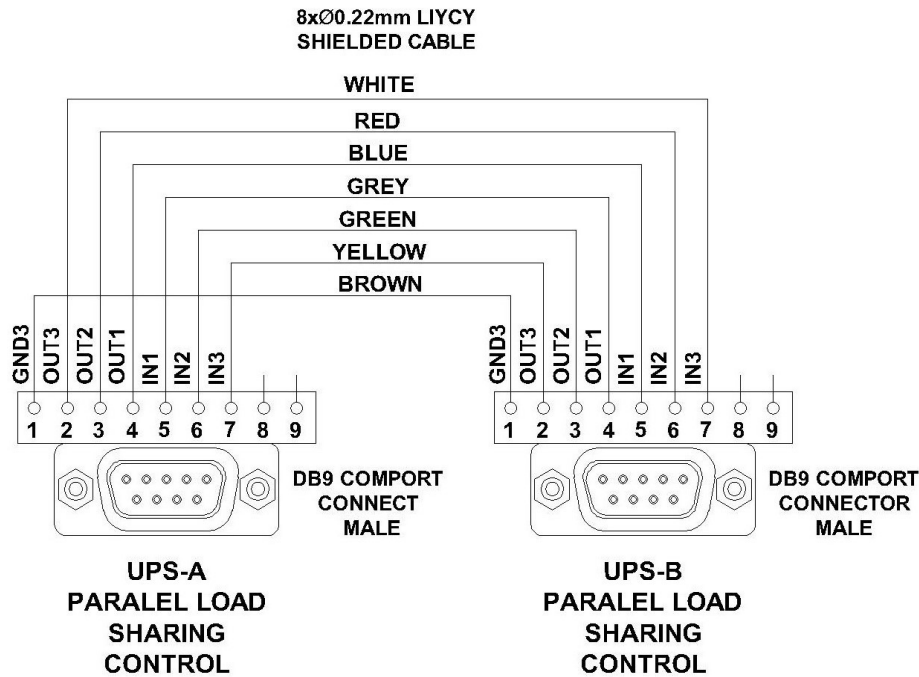 8xØ0.22mm LIYCY
SHIELDED CABLE
WHITE
RED
BLUE
GREY
GREEN
YELLOW
BROWN
GND3
OUT3
OUT2
OUT1
IN1
IN2
IN3
GND3
OUT3
OUT2
OUT1
IN1
IN2
IN3
1 2 3 4 5 6 7 8 9
1 2 3 4 5 6 7 8 9
DB9 COMPORT
CONNECT
MALE
DB9 COMPORT
CONNECTOR
MALE
UPS-A
PARALEL LOAD
SHARING
CONTROL
UPS-B
PARALEL LOAD
SHARING
CONTROL